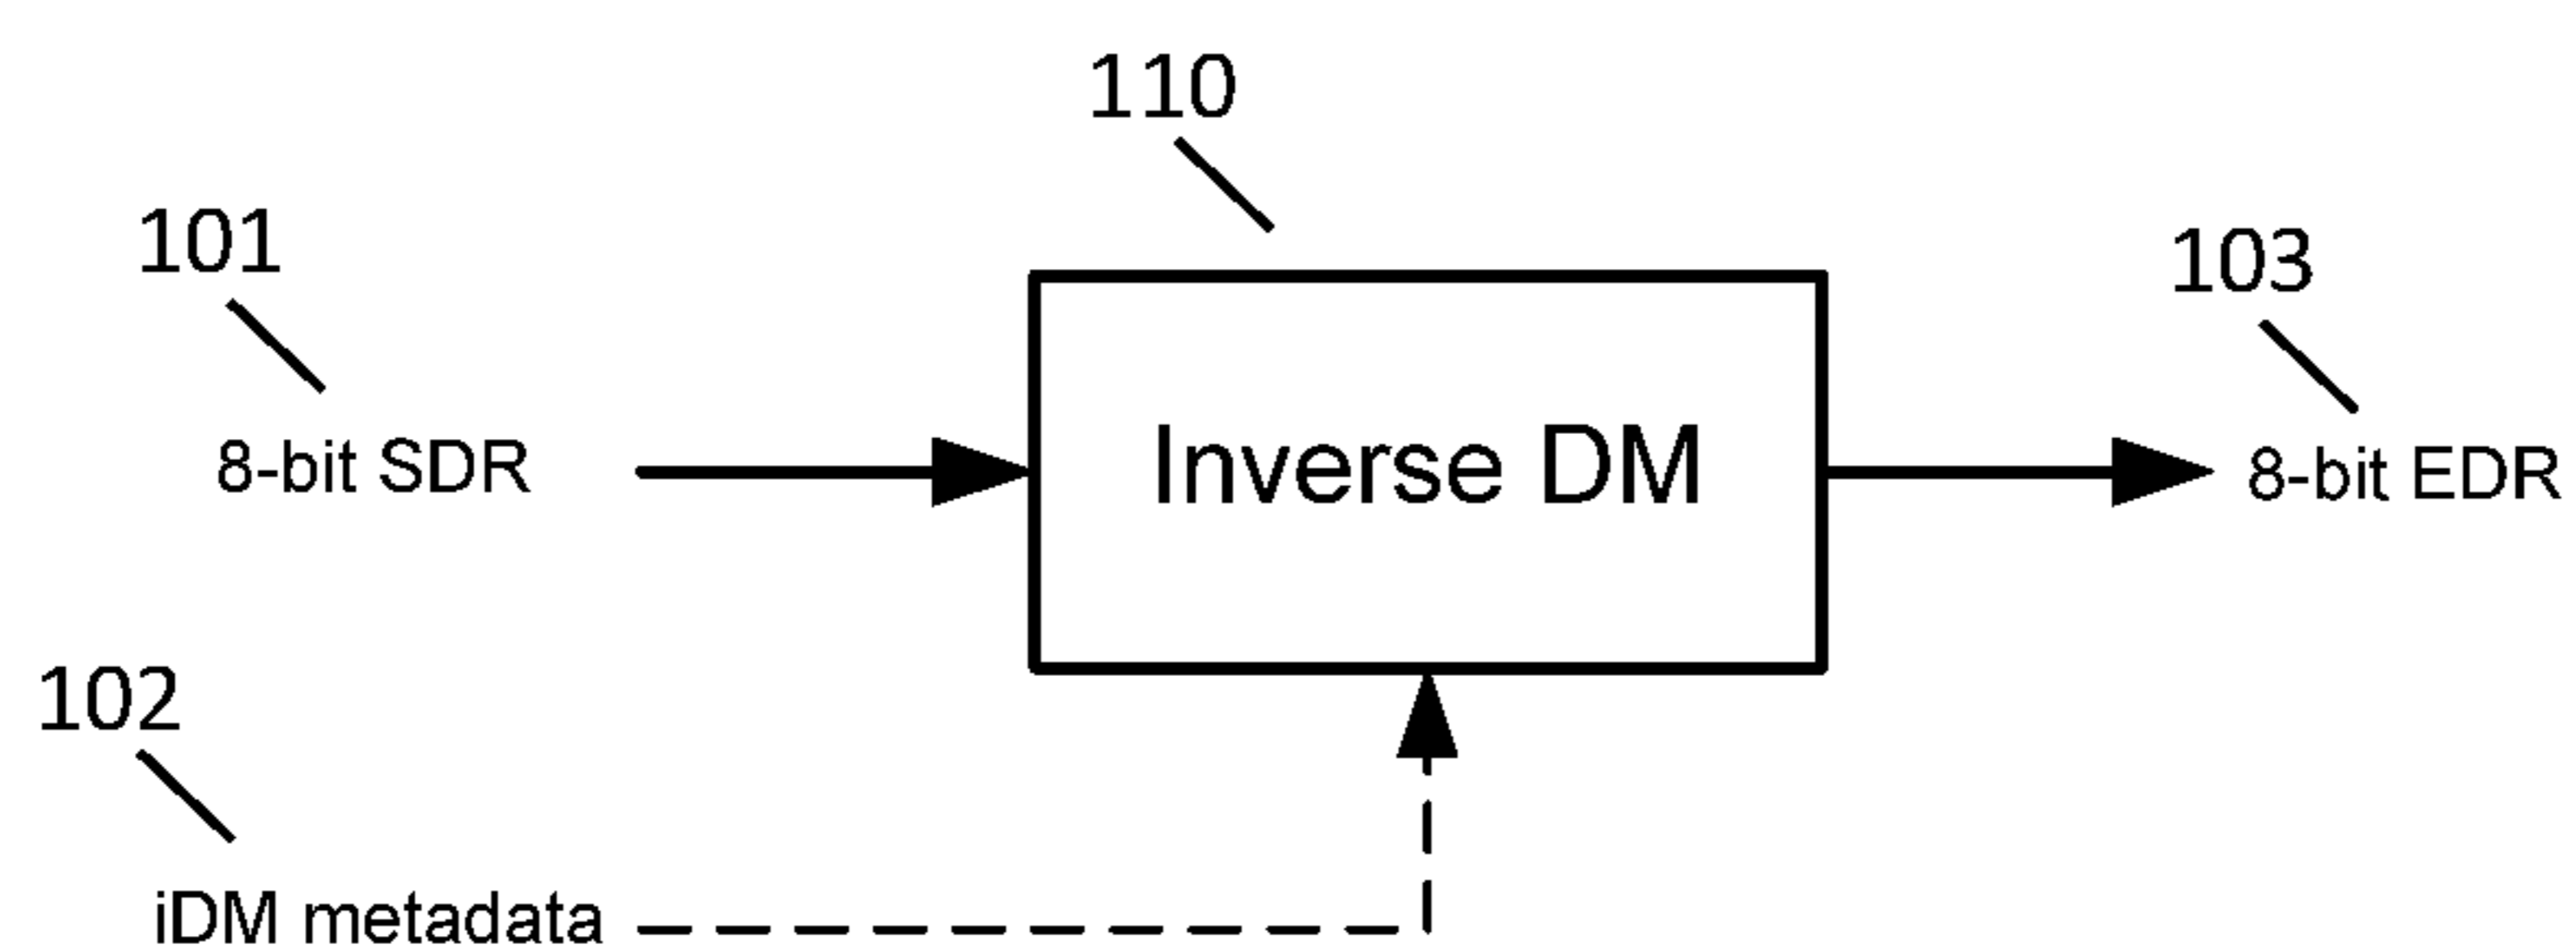 110
101
103
8-bit SDR
Inverse DM
8-bit EDR
102
iDM metadata